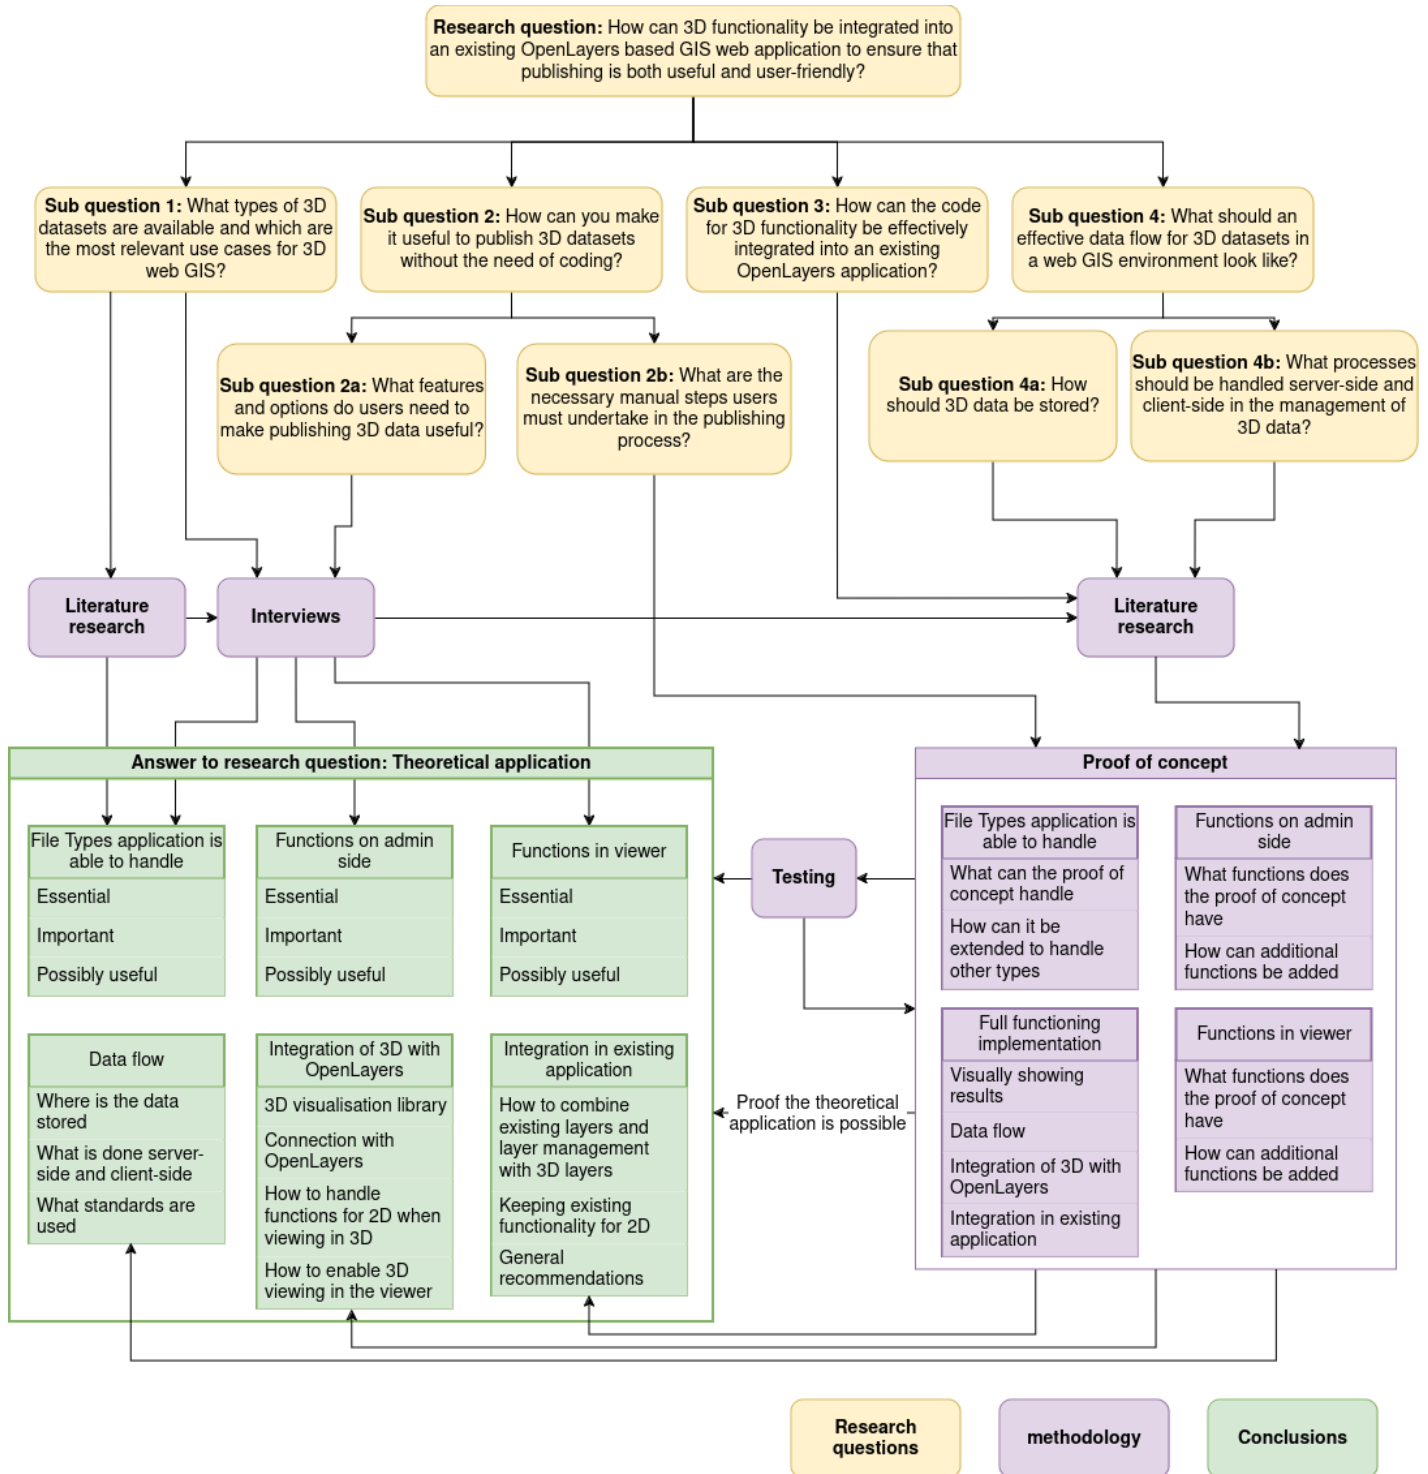 Research question: How can 3D functionality be integrated into
an existing OpenLayers based GIS web application to ensure that
publishing is both useful and user-friendly?
Sub question 1: What types of 3D
datasets are available and which are
the most relevant use cases for 3D
web GIS?
Sub question 2: How can you make
it useful to publish 3D datasets
without the need of coding?
Sub question 3: How can the code
for 3D functionality be effectively
integrated into an existing
OpenLayers application?
Sub question 4: What should an
effective data flow for 3D datasets in
a web GIS environment look like?
Sub question 2a: What features
and options do users need to
make publishing 3D data useful?
Sub question 2b: What are the
necessary manual steps users
must undertake in the publishing
process?
Sub question 4a: How
should 3D data be stored?
Sub question 4b: What processes
should be handled server-side and
client-side in the management of
3D data?
Literature
research
Interviews
Literature
research
Answer to research question: Theoretical application
File Types application is
able to handle
Essential
Important
Possibly useful
Functions on admin
side
Essential
Important
Possibly useful
Functions in viewer
Essential
Important
Possibly useful
Data flow
Where is the data
stored
What is done server-
side and client-side
What standards are
used
Integration of 3D with
OpenLayers
3D visualisation library
Connection with
OpenLayers
How to handle
functions for 2D when
viewing in 3D
How to enable 3D
viewing in the viewer
Integration in existing
application
How to combine
existing layers and
layer management
with 3D layers
Keeping existing
functionality for 2D
General
recommendations
Testing
Proof the theoretical
application is possible
Proof of concept
File Types application is
able to handle
What can the proof of
concept handle
How can it be
extended to handle
other types
Functions on admin
side
What functions does
the proof of concept
have
How can additional
functions be added
Full functioning
implementation
Visually showing
results
Data flow
Integration of 3D with
OpenLayers
Integration in existing
application
Functions in viewer
What functions does
the proof of concept
have
How can additional
functions be added
Research
questions
methodology
Conclusions